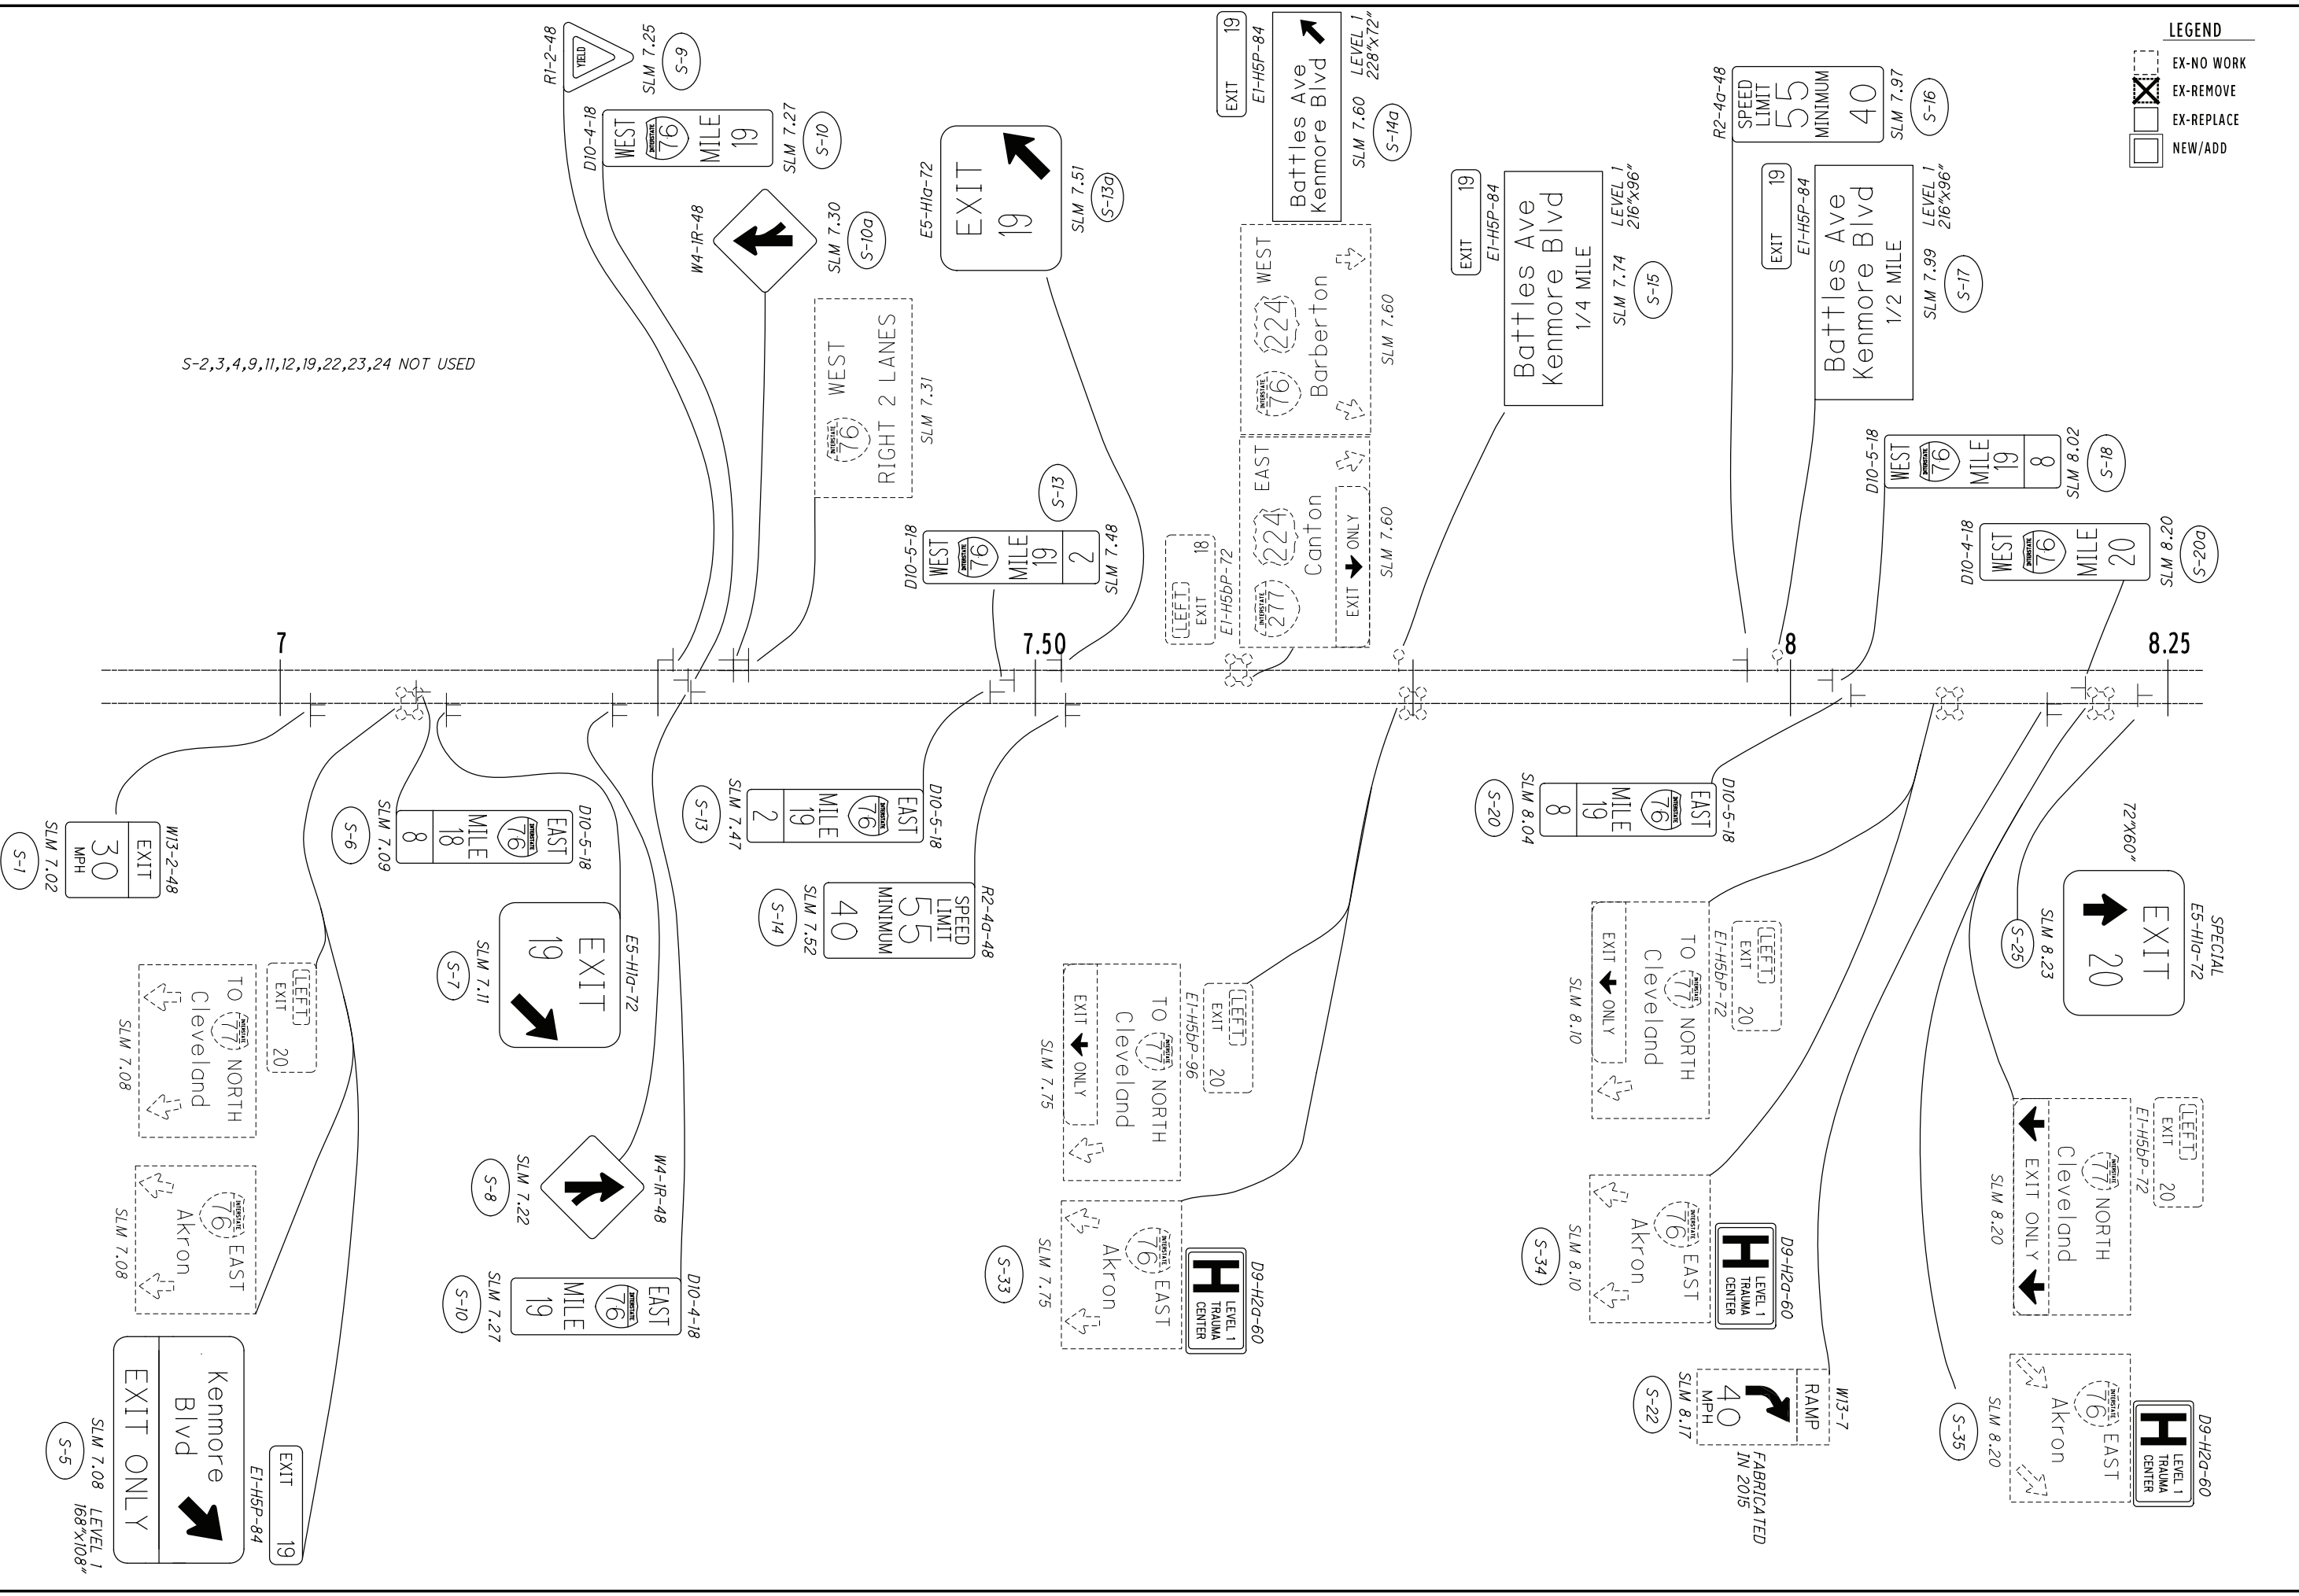 LEGEND
EX-NO WORK
EX-REMOVE
EX-REPLACE
NEW/ADD
R1-2-48
YIELD
SLM 7.25
S-9
D10-4-18
WEST
INTERSTATE
76
MILE
19
SLM 7.27
S-10
W4-1R-48
SLM 7.30
S-10a
WEST
INTERSTATE
76
RIGHT 2 LANES
SLM 7.31
E5-H1a-72
EXIT
19
SLM 7.51
S-13a
S-13
D10-5-18
WEST
INTERSTATE
76
MILE
19
2
SLM 7.48
EXIT 19
E1-H5P-84
Battles Ave
Kenmore Blvd
SLM 7.60 LEVEL 1
228"x72"
S-14a
WEST
224
INTERSTATE
76
Barberton
SLM 7.60
EAST
224
INTERSTATE
277
Canton
EXIT ONLY
SLM 7.60
LEFT
EXIT 18
E1-H5bP-72
EXIT 19
E1-H5P-84
Battles Ave
Kenmore Blvd
1/4 MILE
SLM 7.74 LEVEL 1
216"x96"
S-15
R2-4a-48
SPEED
LIMIT
55
MINIMUM
40
SLM 7.97
S-16
EXIT 19
E1-H5P-84
Battles Ave
Kenmore Blvd
1/2 MILE
SLM 7.99 LEVEL 1
216"x96"
S-17
D10-5-18
WEST
INTERSTATE
76
MILE
19
8
SLM 8.02
S-18
D10-4-18
WEST
INTERSTATE
76
MILE
20
SLM 8.20
S-20a
S-2,3,4,9,11,12,19,22,23,24 NOT USED
7
7.50
8
8.25
W13-2-48
EXIT
30
MPH
SLM 7.02
S-1
LEFT
EXIT 20
TO INTERSTATE 77 NORTH
Cleveland
SLM 7.08
INTERSTATE 76 EAST
Akron
SLM 7.08
EXIT 19
E1-H5P-84
Kenmore
Blvd
EXIT ONLY
SLM 7.08 LEVEL 1
168"x108"
S-5
D10-5-18
EAST
INTERSTATE
76
MILE
18
8
SLM 7.09
S-6
E5-H1a-72
EXIT
19
SLM 7.11
S-7
W4-1R-48
SLM 7.22
S-8
D10-4-18
EAST
INTERSTATE
76
MILE
19
SLM 7.27
S-10
D10-5-18
EAST
INTERSTATE
76
MILE
19
2
SLM 7.47
S-13
R2-4a-48
SPEED
LIMIT
55
MINIMUM
40
SLM 7.52
S-14
LEFT
EXIT 20
E1-H5bP-96
TO INTERSTATE 77 NORTH
Cleveland
EXIT ONLY
SLM 7.75
D9-H2a-60
H LEVEL 1
TRAUMA
CENTER
INTERSTATE 76 EAST
Akron
SLM 7.75
S-33
D10-5-18
EAST
INTERSTATE
76
MILE
19
8
SLM 8.04
S-20
LEFT
EXIT 20
E1-H5bP-72
TO INTERSTATE 77 NORTH
Cleveland
EXIT ONLY
SLM 8.10
D9-H2a-60
H LEVEL 1
TRAUMA
CENTER
INTERSTATE 76 EAST
Akron
SLM 8.10
S-34
W13-7
RAMP
40
MPH
SLM 8.17
S-22
FABRICATED
IN 2015
SPECIAL
E5-H1a-72
72"X60"
EXIT
20
SLM 8.23
S-25
LEFT
EXIT 20
E1-H5bP-72
INTERSTATE 77 NORTH
Cleveland
EXIT ONLY
SLM 8.20
D9-H2a-60
H LEVEL 1
TRAUMA
CENTER
INTERSTATE 76 EAST
Akron
SLM 8.20
S-35